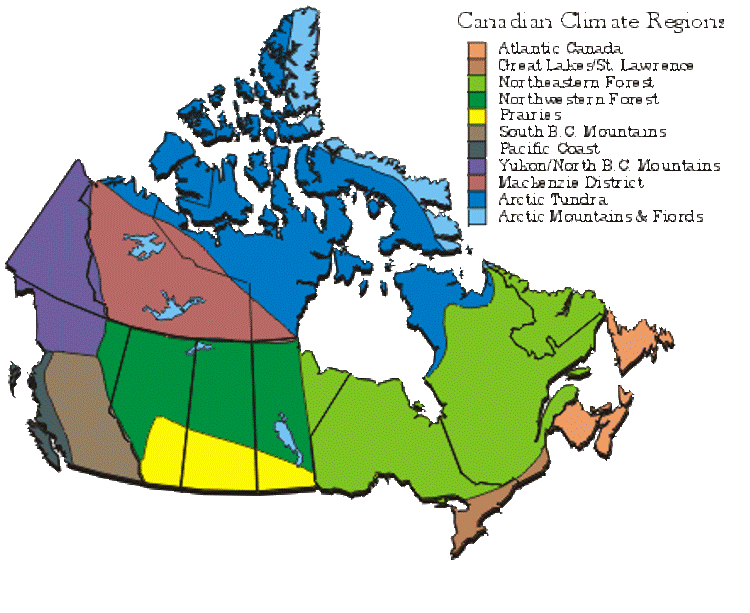 Canadian Climate Regions
Atlantic Canada
Great Lakes/St. Lawrence
Northeastern Forest
Northwestern Forest
Prairies
South B.C. Mountains
Pacific Coast
Yukon/North B.C. Mountains
Mackenzie District
Arctic Tundra
Arctic Mountains & Fiords